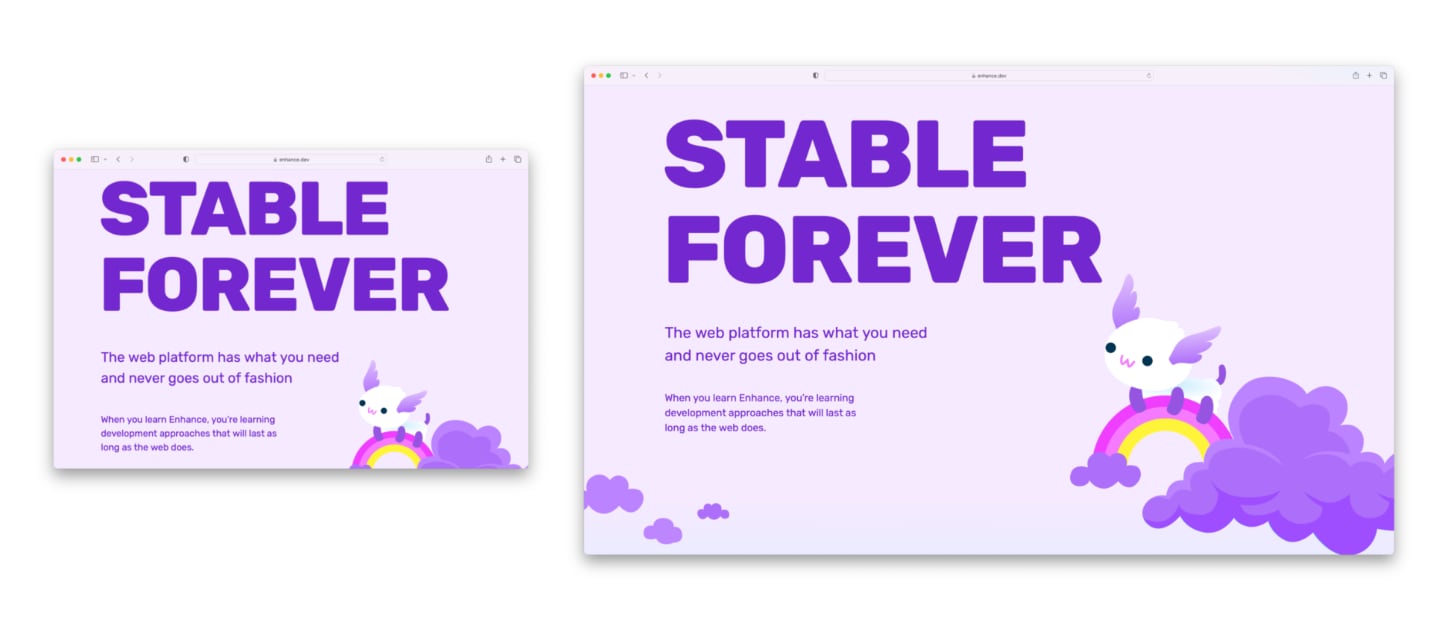 enhance.dev
STABLE
FOREVER
The web platform has what you need
and never goes out of fashion
When you learn Enhance, you're learning
development approaches that will last as
long as the web does.
enhance.dev
STABLE
FOREVER
The web platform has what you need
and never goes out of fashion
When you learn Enhance, you're learning
development approaches that will last as
long as the web does.